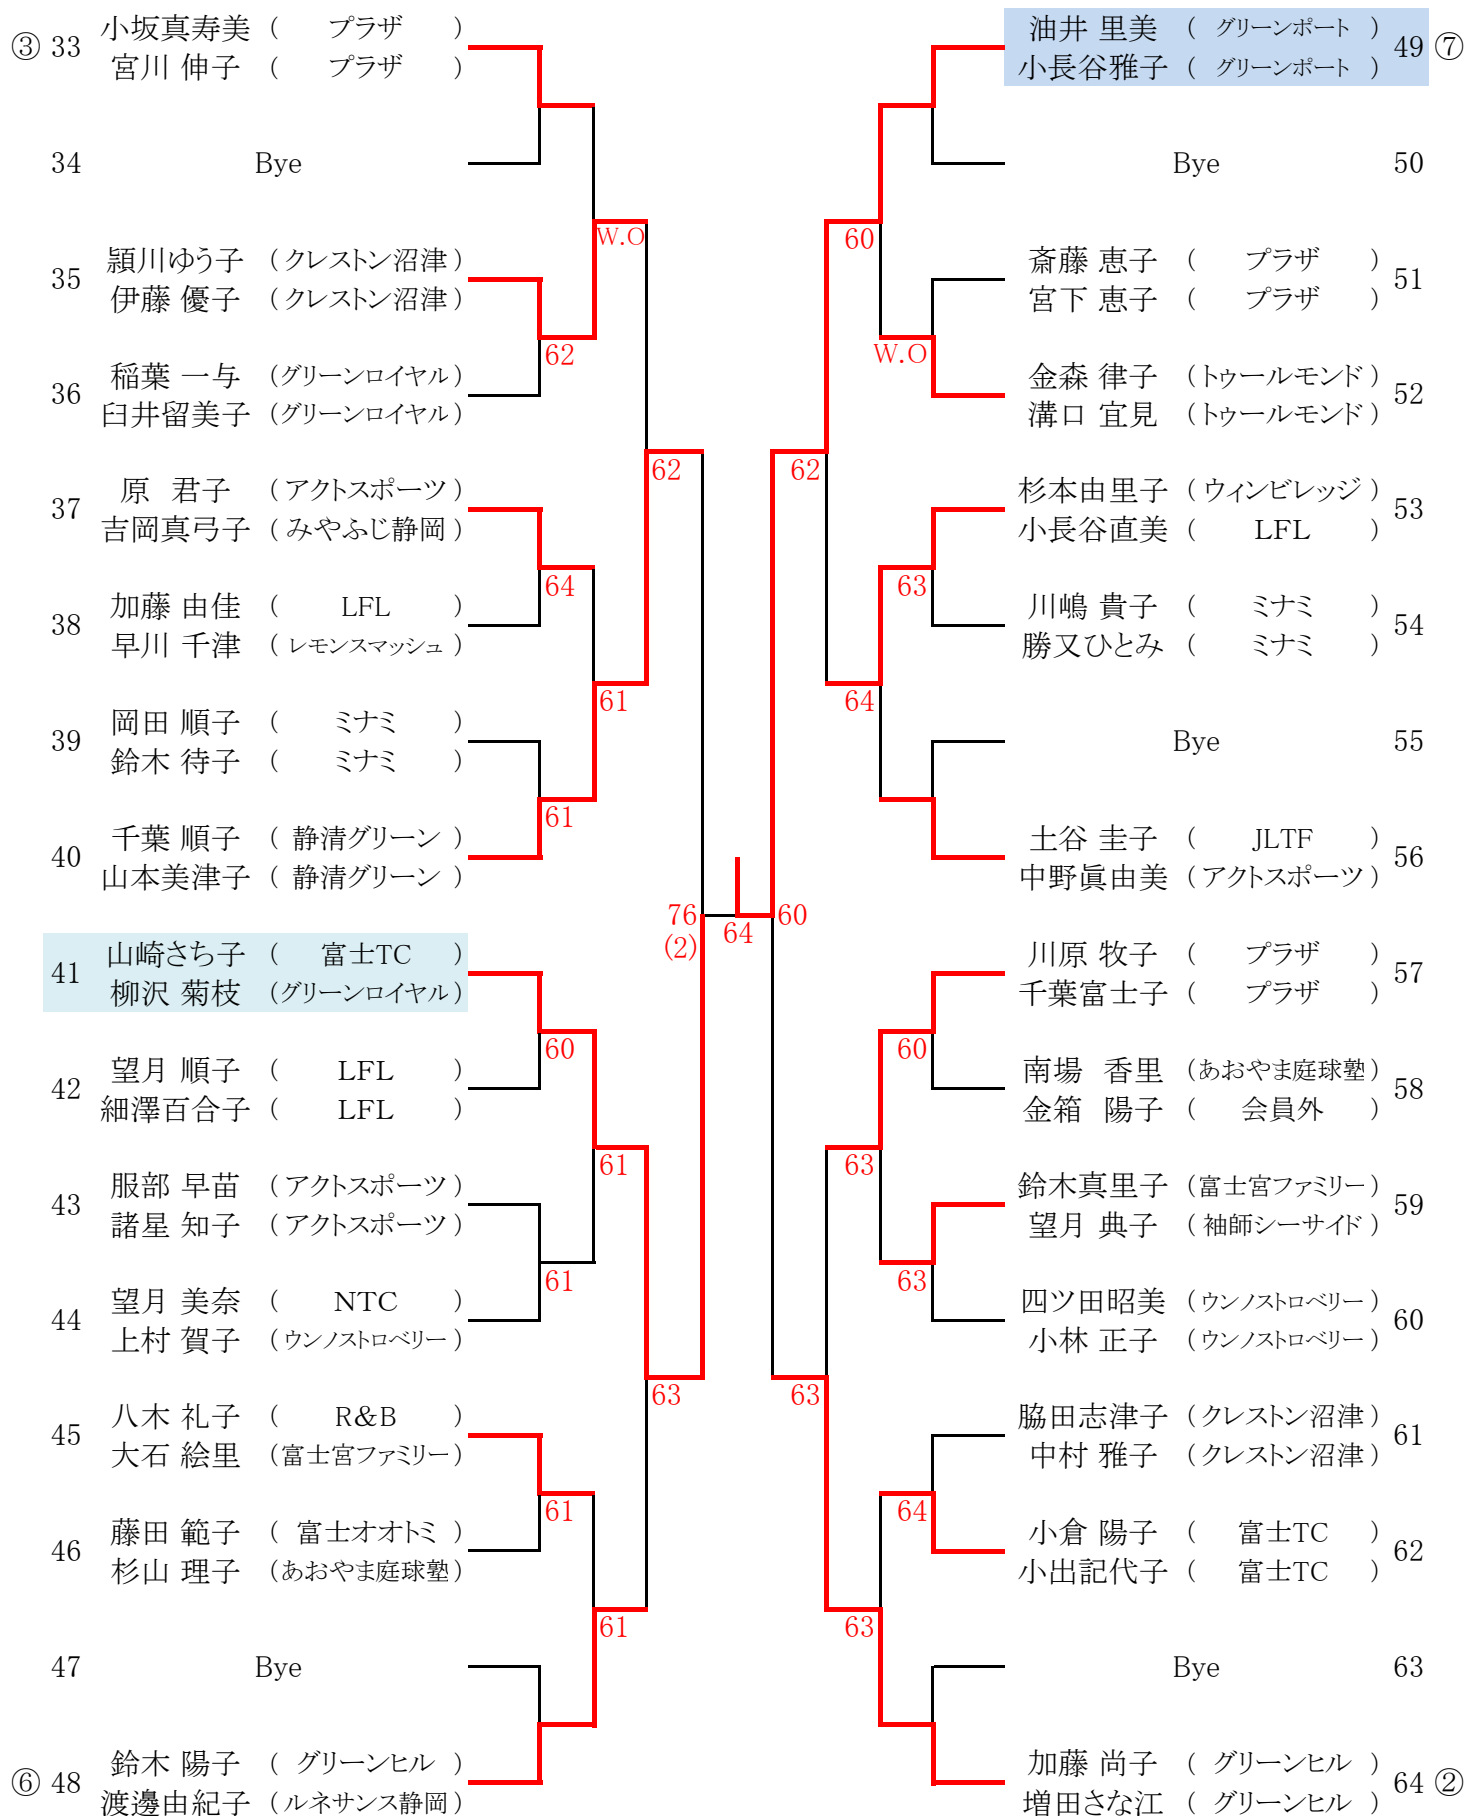 ③ 33 小坂真寿美 ( プラザ )
宮川 伸子 ( プラザ )
34 Bye
W.O
35 頴川ゆう子 ( クレストン沼津 )
伊藤 優子 ( クレストン沼津 )
62
36 稲葉 一与 (グリーンロイヤル)
臼井留美子 (グリーンロイヤル)
62
37 原 君子 ( アクトスポーツ )
吉岡真弓子 ( みやふじ静岡 )
64
38 加藤 由佳 ( LFL )
早川 千津 ( レモンスマッシュ )
61
39 岡田 順子 ( ミナミ )
鈴木 待子 ( ミナミ )
61
40 千葉 順子 ( 静清グリーン )
山本美津子 ( 静清グリーン )
76
(2)
64
41 山崎さち子 ( 富士TC )
柳沢 菊枝 (グリーンロイヤル)
60
42 望月 順子 ( LFL )
細澤百合子 ( LFL )
61
43 服部 早苗 ( アクトスポーツ )
諸星 知子 ( アクトスポーツ )
61
44 望月 美奈 ( NTC )
上村 賀子 ( ウンノストロベリー )
63
45 八木 礼子 ( R&B )
大石 絵里 (富士宮ファミリー)
61
46 藤田 範子 ( 富士オオトミ )
杉山 理子 (あおやま庭球塾)
61
47 Bye
⑥ 48 鈴木 陽子 ( グリーンヒル )
渡邊由紀子 ( ルネサンス静岡 )
油井 里美 ( グリーンポート ) 49 ⑦
小長谷雅子 ( グリーンポート )
Bye 50
60
斎藤 恵子 ( プラザ ) 51
宮下 恵子 ( プラザ )
W.O
金森 律子 (トゥールモンド) 52
溝口 宜見 (トゥールモンド)
62
杉本由里子 ( ウィンビレッジ ) 53
小長谷直美 ( LFL )
63
川嶋 貴子 ( ミナミ ) 54
勝又ひとみ ( ミナミ )
64
Bye 55
土谷 圭子 ( JLTF ) 56
中野眞由美 ( アクトスポーツ )
60
川原 牧子 ( プラザ ) 57
千葉富士子 ( プラザ )
60
南場 香里 (あおやま庭球塾) 58
金箱 陽子 ( 会員外 )
63
鈴木真里子 (富士宮ファミリー) 59
望月 典子 ( 袖師シーサイド )
63
四ツ田昭美 ( ウンノストロベリー ) 60
小林 正子 ( ウンノストロベリー )
63
脇田志津子 ( クレストン沼津 ) 61
中村 雅子 ( クレストン沼津 )
64
小倉 陽子 ( 富士TC ) 62
小出記代子 ( 富士TC )
63
Bye 63
加藤 尚子 ( グリーンヒル ) 64 ②
増田さな江 ( グリーンヒル )